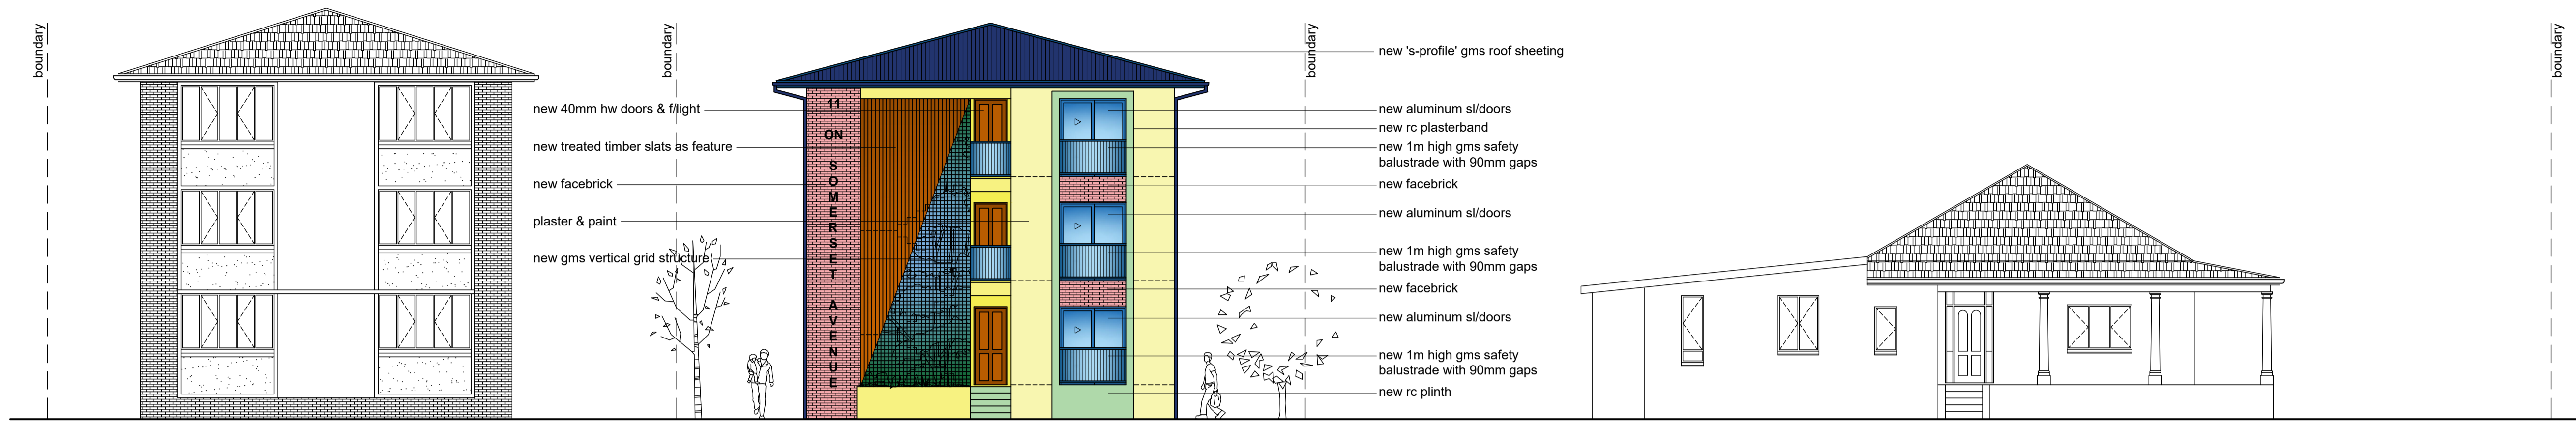 boundary
boundary
boundary
boundary
new 40mm hw doors & f/light
new treated timber slats as feature
new facebrick
plaster & paint
new gms vertical grid structure
11
ON
S
O
M
E
R
S
E
T
A
V
E
N
U
E
new 's-profile' gms roof sheeting
new aluminum sl/doors
new rc plasterband
new 1m high gms safety
balustrade with 90mm gaps
new facebrick
new aluminum sl/doors
new 1m high gms safety
balustrade with 90mm gaps
new facebrick
new aluminum sl/doors
new 1m high gms safety
balustrade with 90mm gaps
new rc plinth